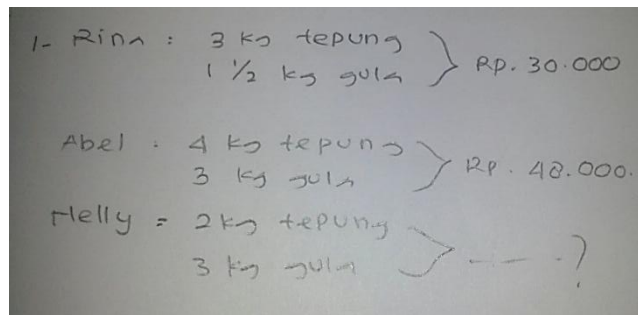 1- Rina : 3 kg tepung
1 1/2 kg gula } Rp. 30.000
Abel : 4 kg tepung
3 kg gula } Rp. 48.000.
Helly = 2 kg tepung
3 kg gula } - - - - ?